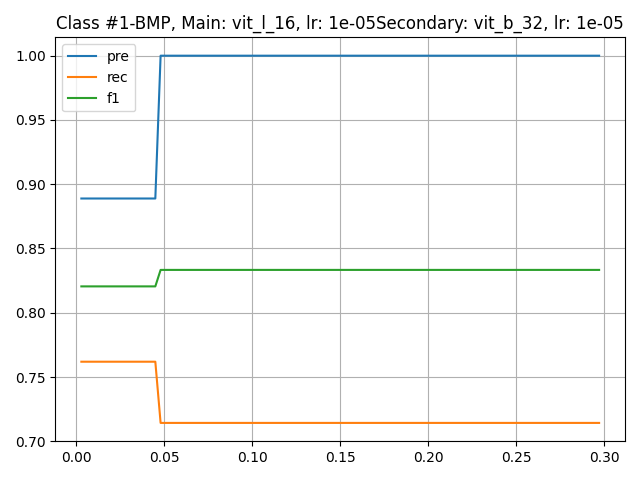 Class #1-BMP, Main: vit_l_16, lr: 1e-05Secondary: vit_b_32, lr: 1e-05
pre
rec
f1
1.00
0.95
0.90
0.85
0.80
0.75
0.70
0.00 0.05 0.10 0.15 0.20 0.25 0.30